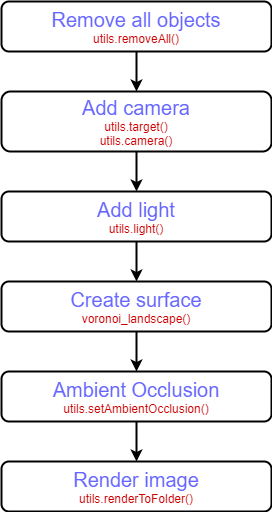 Remove all objects
utils.removeAll()
Add camera
utils.target()
utils.camera()
Add light
utils.light()
Create surface
voronoi_landscape()
Ambient Occlusion
utils.setAmbientOcclusion()
Render image
utils.renderToFolder()